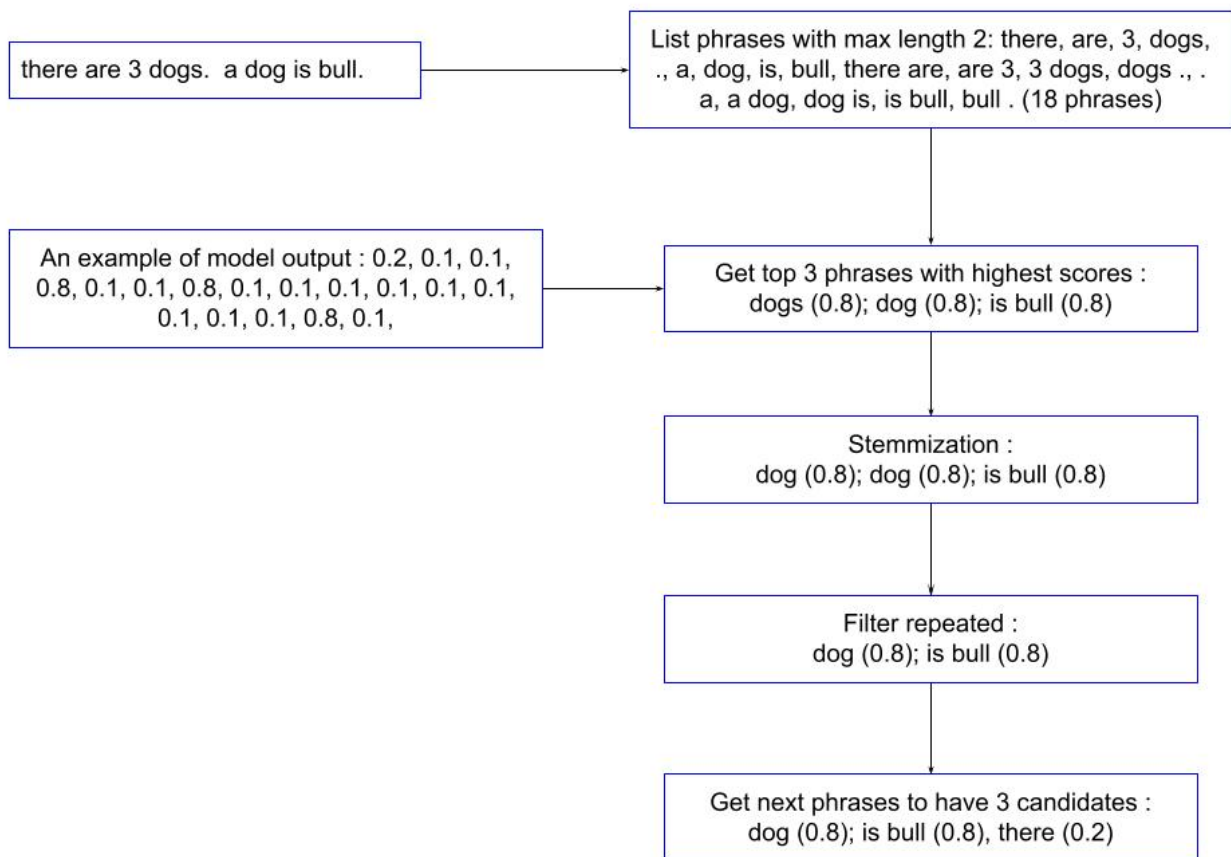 there are 3 dogs.  a dog is bull.
List phrases with max length 2: there, are, 3, dogs,
., a, dog, is, bull, there are, are 3, 3 dogs, dogs ., .
a, a dog, dog is, is bull, bull . (18 phrases)
An example of model output : 0.2, 0.1, 0.1,
0.8, 0.1, 0.1, 0.8, 0.1, 0.1, 0.1, 0.1, 0.1, 0.1,
0.1, 0.1, 0.1, 0.8, 0.1,
Get top 3 phrases with highest scores :
dogs (0.8); dog (0.8); is bull (0.8)
Stemmization :
dog (0.8); dog (0.8); is bull (0.8)
Filter repeated :
dog (0.8); is bull (0.8)
Get next phrases to have 3 candidates :
dog (0.8); is bull (0.8), there (0.2)